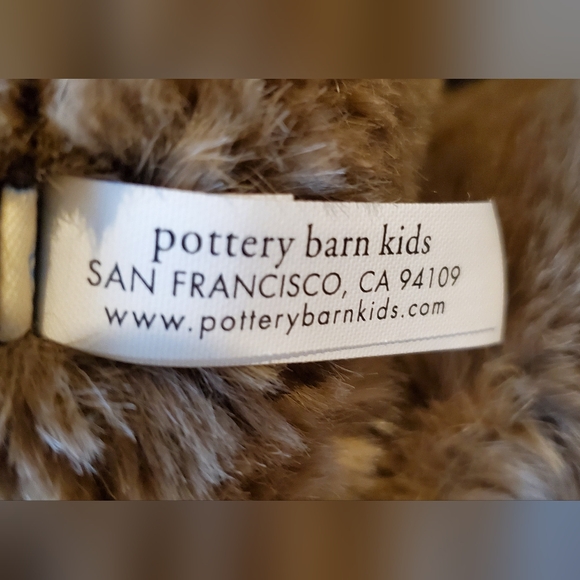 pottery barn kids
SAN FRANCISCO, CA 94109
www.potterybarnkids.com